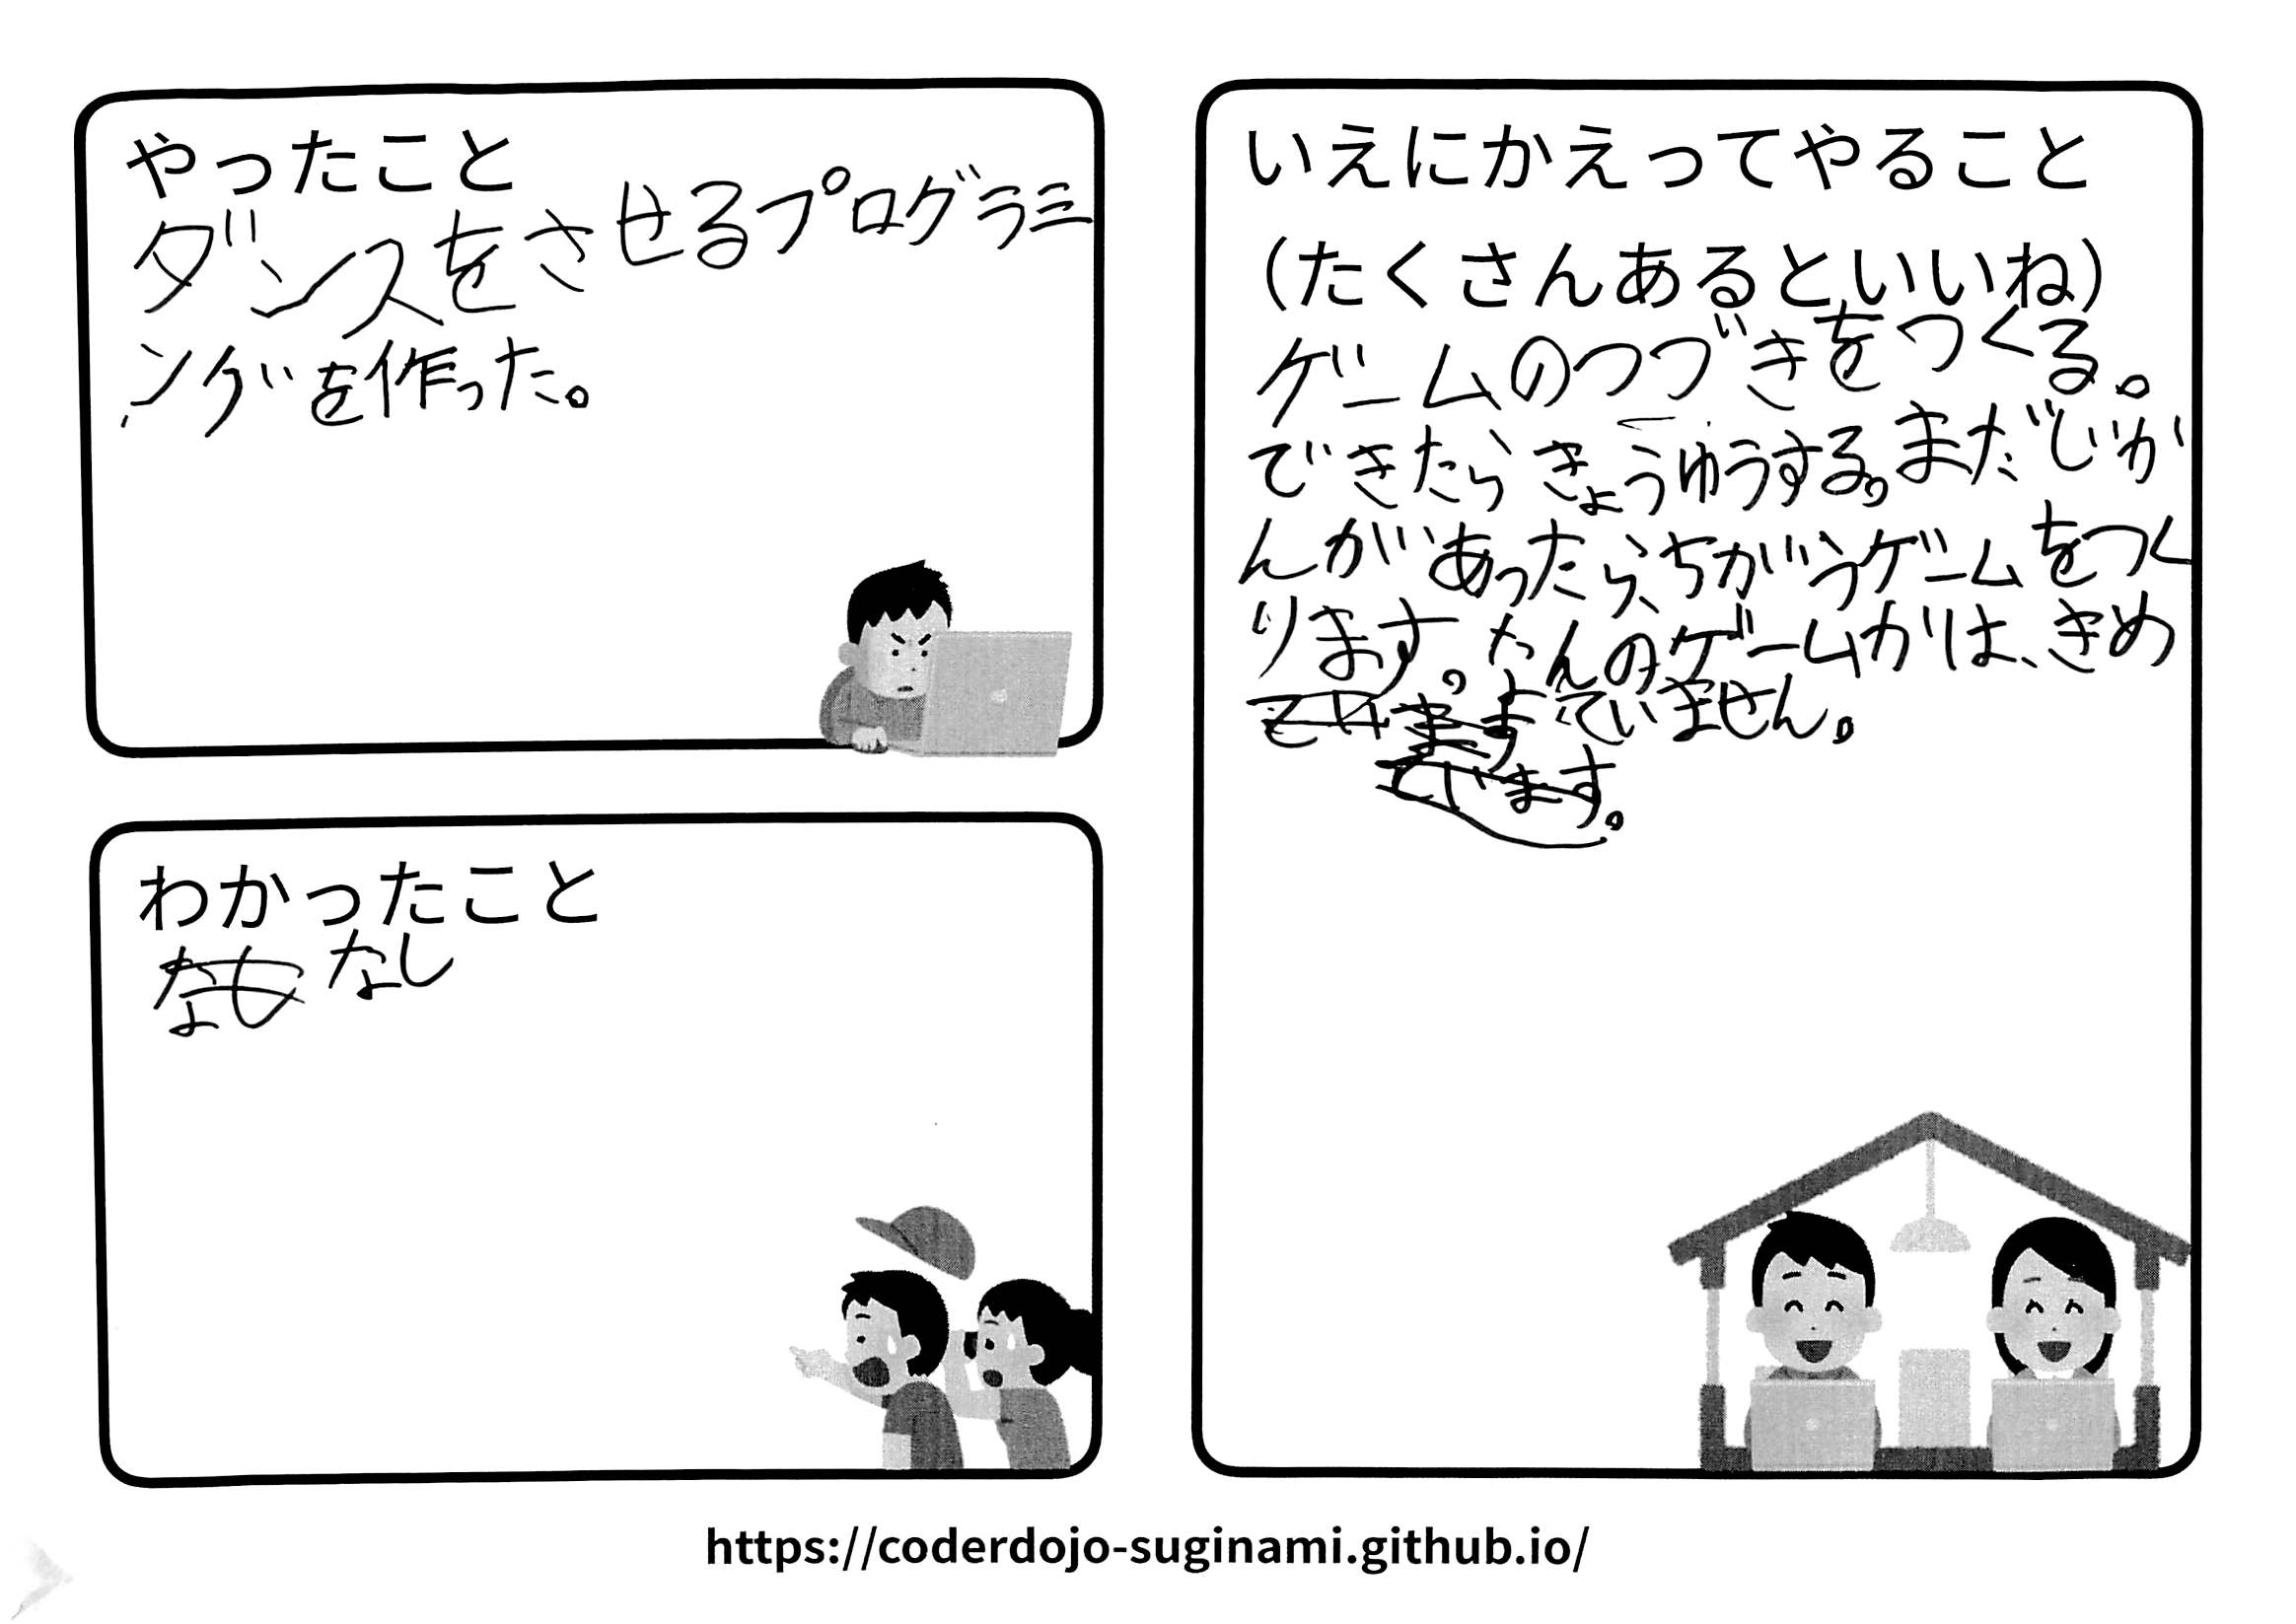 やったこと
ダンスをさせるプログラミ
ングを作った。
わかったこと
なし
いえにかえってやること
(たくさんあるといいね)
ゲームのつづきをつくる。
できたらきょうゆうする。まだじか
んがあったら、ちがうゲームをつく
ります。なんのゲームかは、きめ
ていません。
https://coderdojo-suginami.github.io/